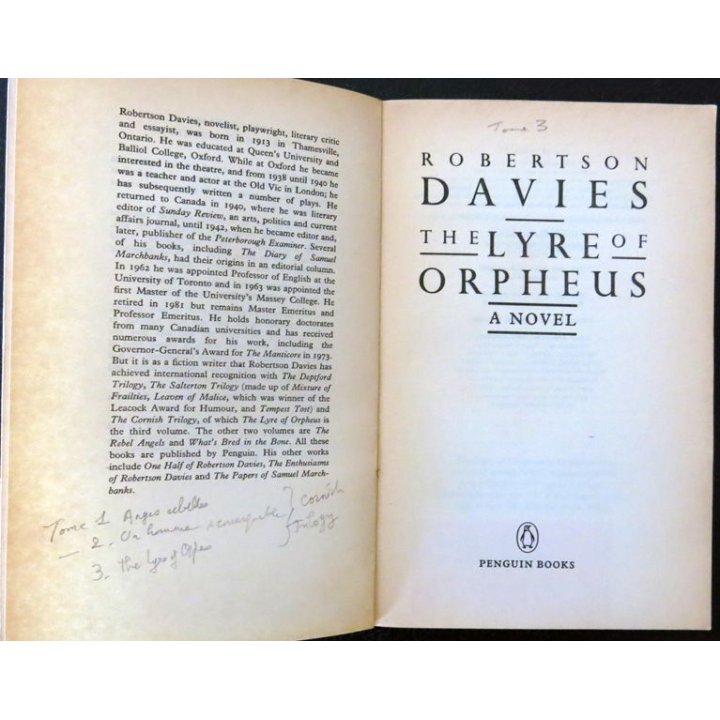 Robertson Davies, novelist, playwright, literary critic
and essayist, was born in 1913 in Thamesville,
Ontario. He was educated at Queen's University and
Balliol College, Oxford. While at Oxford he became
interested in the theatre, and from 1938 until 1940 he
was a teacher and actor at the Old Vic in London; he
has subsequently written a number of plays. He
returned to Canada in 1940, where he was literary
editor of Sunday Review, an arts, politics and current
affairs journal, until 1942, when he became editor and,
later, publisher of the Peterborough Examiner. Several
of his books, including The Diary of Samuel
Marchbanks, had their origins in an editorial column.
In 1962 he was appointed Professor of English at the
University of Toronto and in 1963 was appointed the
first Master of the University's Massey College. He
retired in 1981 but remains Master Emeritus and
Professor Emeritus. He holds honorary doctorates
from many Canadian universities and has received
numerous awards for his work, including the
Governor-General's Award for The Manticore in 1973.
But it is as a fiction writer that Robertson Davies has
achieved international recognition with The Deptford
Trilogy, The Salterton Trilogy (made up of Mixture of
Frailties, Leaven of Malice, which was winner of the
Leacock Award for Humour, and Tempest Tost) and
The Cornish Trilogy, of which The Lyre of Orpheus is
the third volume. The other two volumes are The
Rebel Angels and What's Bred in the Bone. All these
books are published by Penguin. His other works
include One Half of Robertson Davies, The Enthusiasms
of Robertson Davies and The Papers of Samuel March-
banks.
Tome 1 Anges rebelles
2. Un homme remarquable
3. The Lyre of
Cornish
Trilogy
Tome 3
ROBERTSON
DAVIES
THE LYRE OF
ORPHEUS
A NOVEL
PENGUIN BOOKS